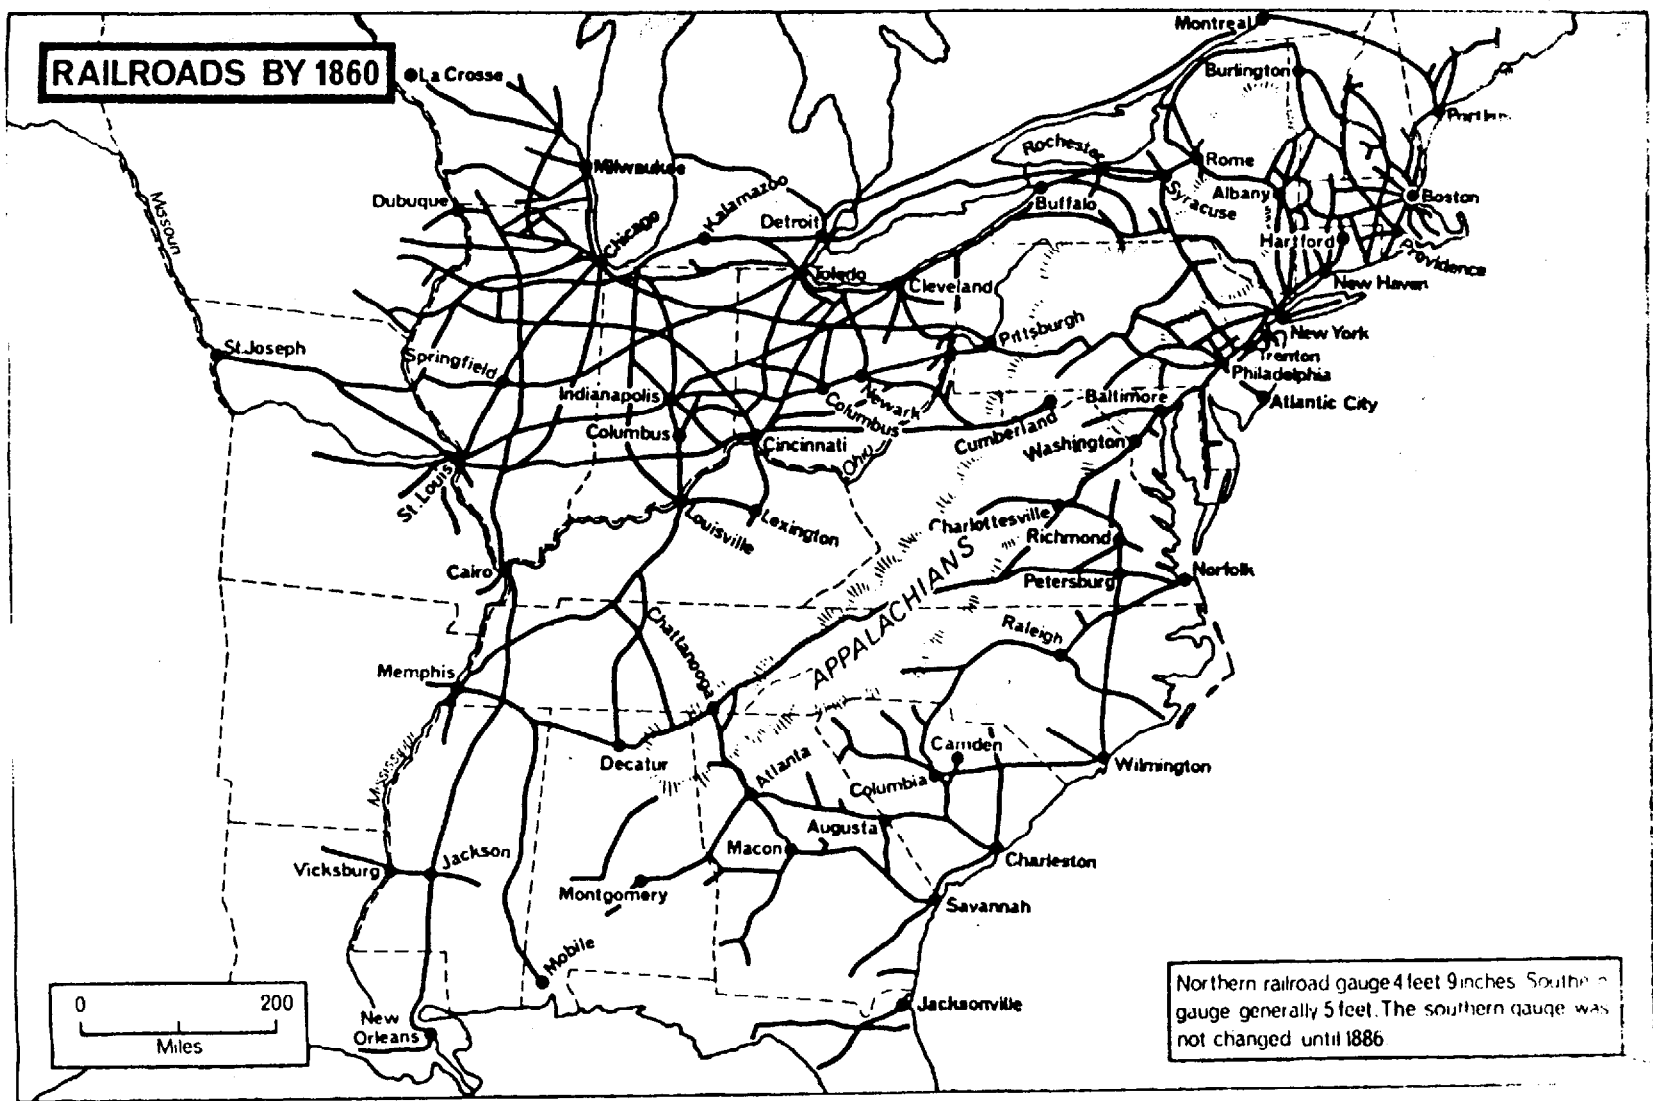 RAILROADS BY 1860
Montreal
La Crosse
Burlington
Milwaukee
Rochester
Rome
Missouri
Dubuque
Kalamazoo
Syracuse
Albany
Boston
Buffalo
Detroit
Chicago
Hartford
Providence
Toledo
Cleveland
New Haven
St.Joseph
Springfield
Pittsburgh
New York
Trenton
Philadelphia
Indianapolis
Newark
Columbus
Baltimore
Atlantic City
Columbus
Cincinnati
Cumberland
Washington
Ohio
St.Louis
Louisville
Lexington
Charlottesville
Richmond
Cairo
Petersburg
Norfolk
APPALACHIANS
Chattanooga
Raleigh
Memphis
Mississippi
Decatur
Atlanta
Camden
Columbia
Wilmington
Augusta
Macon
Charleston
Vicksburg
Jackson
Montgomery
Savannah
Mobile
Jacksonville
New
Orleans
0 200
Miles
Northern railroad gauge 4 feet 9 inches. Southern
gauge generally 5 feet. The southern gauge was
not changed until 1886